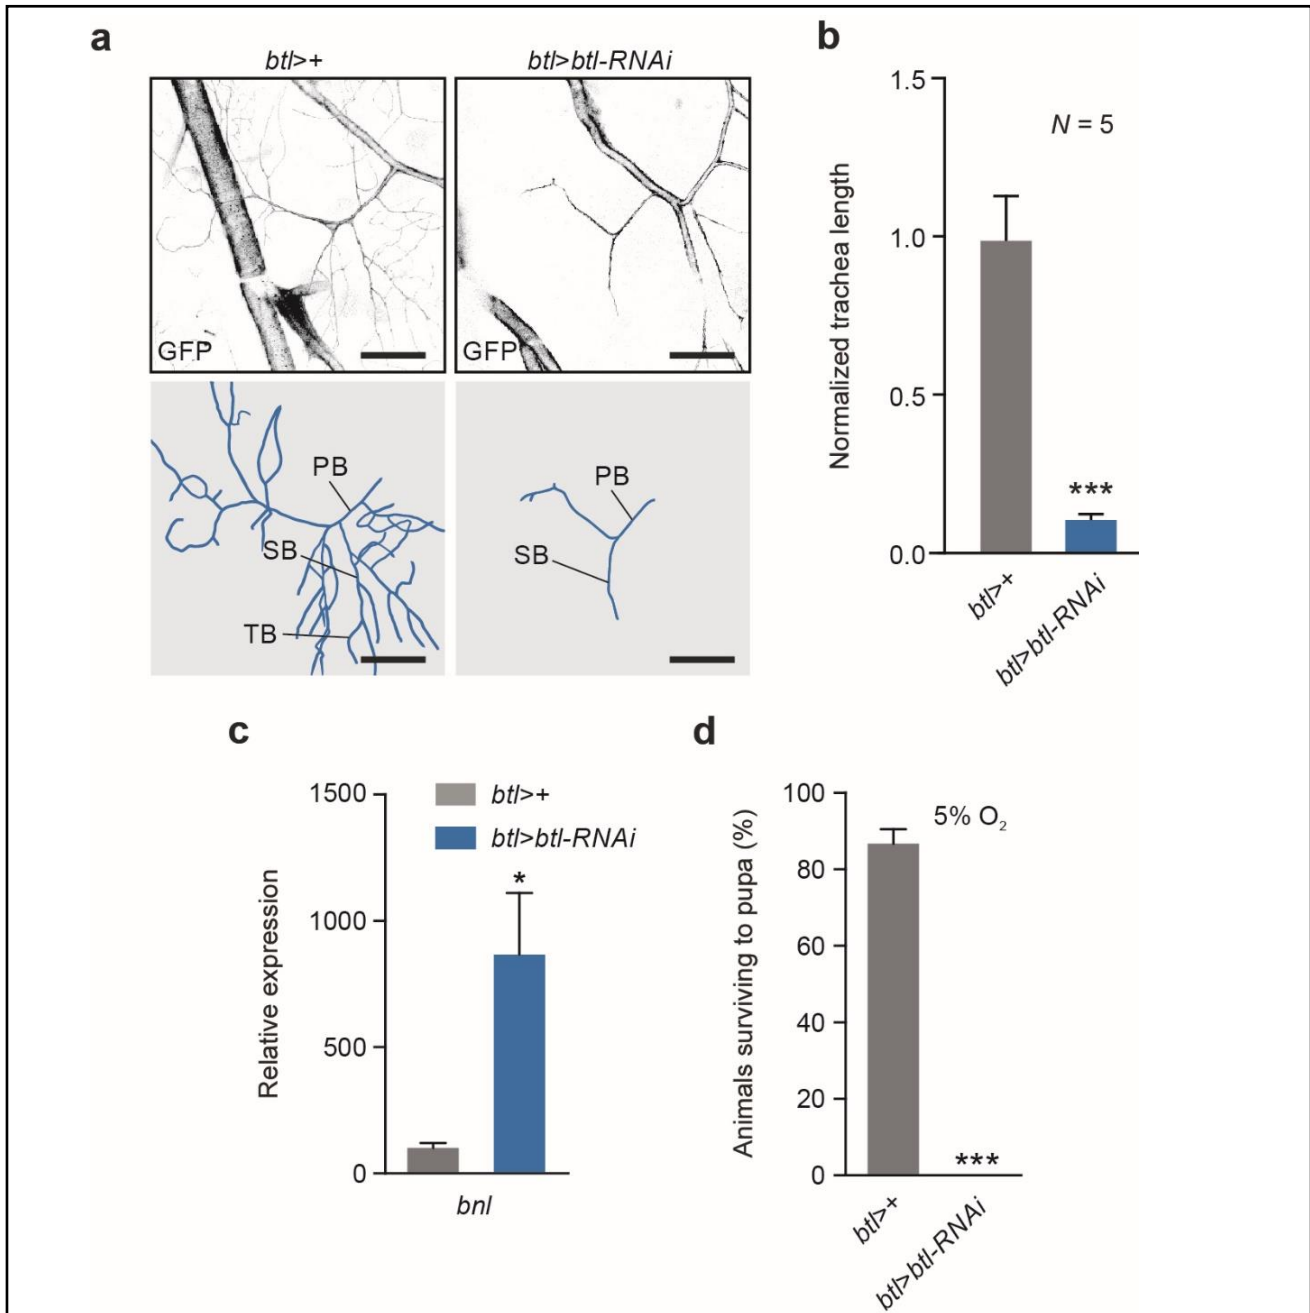 a
btl>+
btl>btl-RNAi
GFP
GFP
PB
SB
TB
PB
SB
b
Normalized trachea length
1.5
1.0
0.5
0.0
N = 5
***
btl>+
btl>btl-RNAi
c
Relative expression
1500
1000
500
0
btl>+
btl>btl-RNAi
*
bnl
d
Animals surviving to pupa (%)
100
80
60
40
20
0
5% O₂
***
btl>+
btl>btl-RNAi